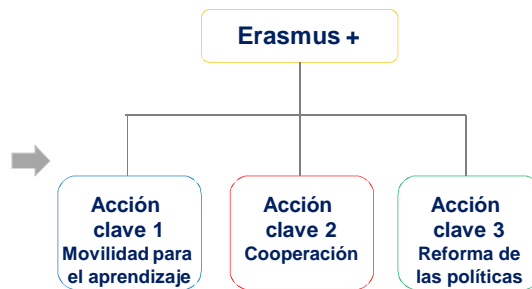 Erasmus +
Acción
clave 1
Movilidad para
el aprendizaje
Acción
clave 2
Cooperación
Acción
clave 3
Reforma de
las políticas